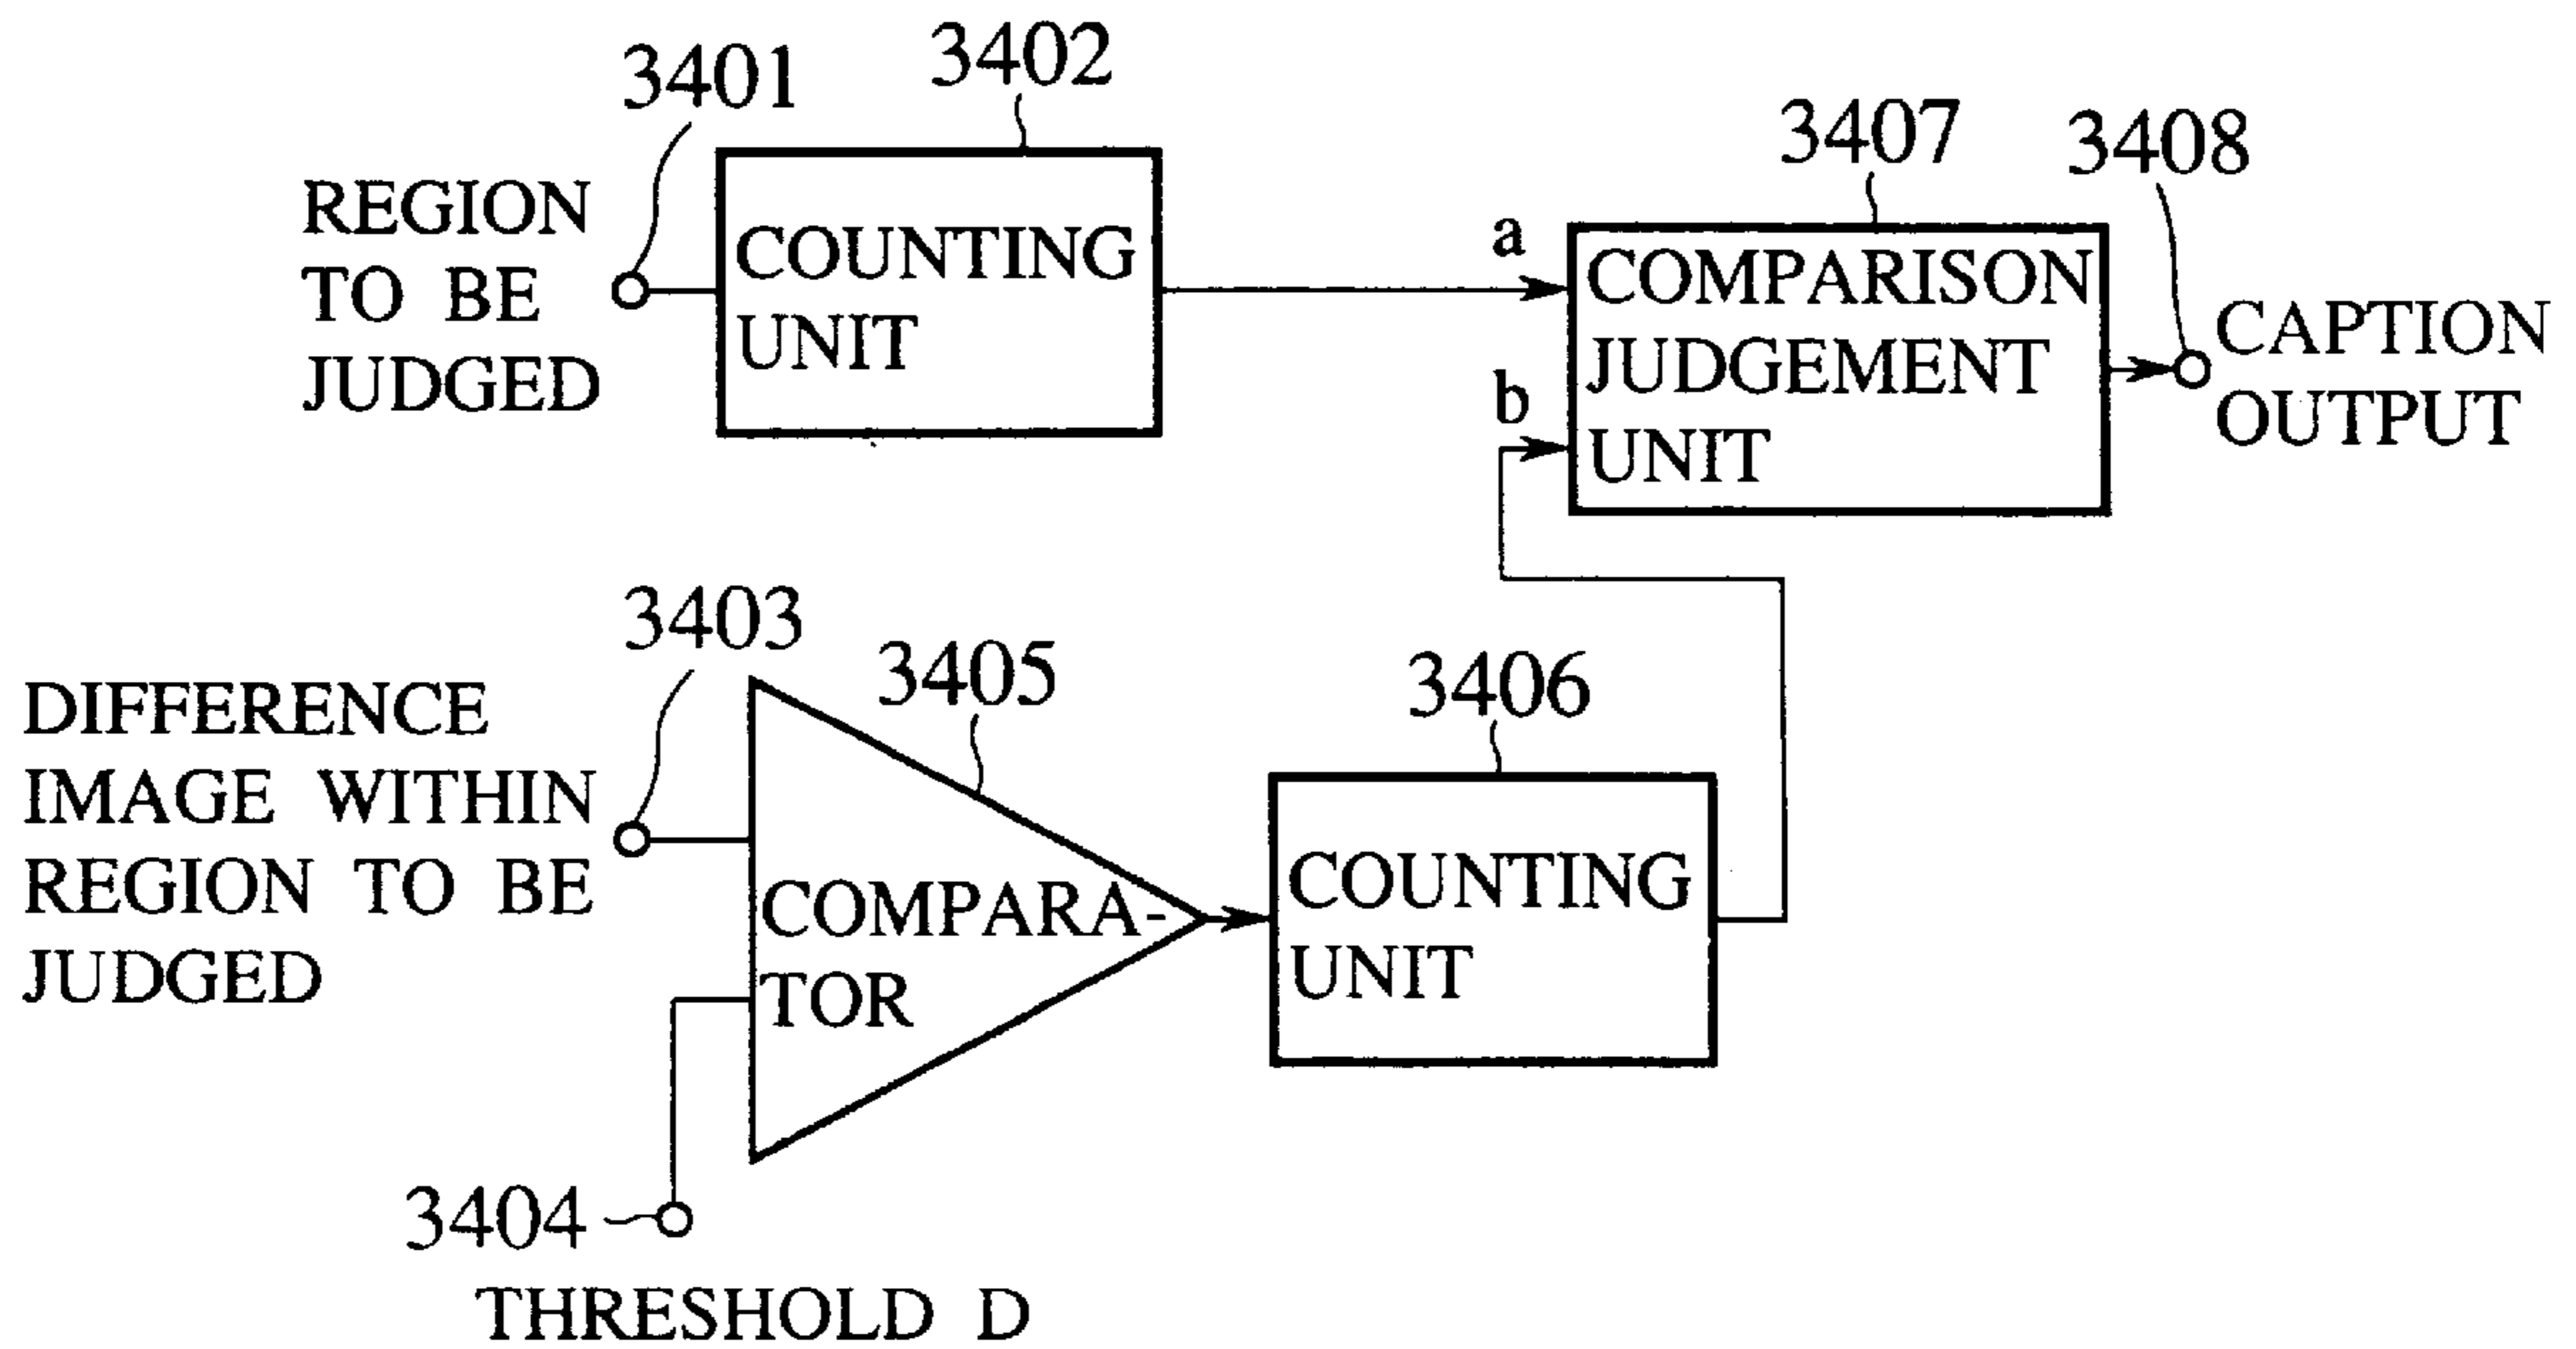 3401
3402
REGION
TO BE
JUDGED
COUNTING
UNIT
a
b
3407
COMPARISON
JUDGEMENT
UNIT
3408
CAPTION
OUTPUT
3403
DIFFERENCE
IMAGE WITHIN
REGION TO BE
JUDGED
3405
COMPARA-
TOR
3406
COUNTING
UNIT
3404
THRESHOLD D